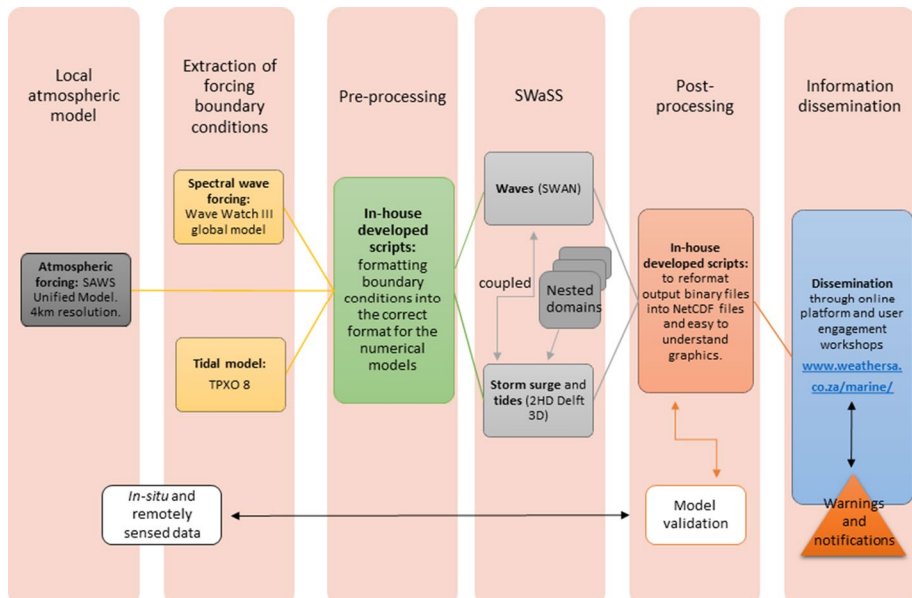 Local
atmospheric
model
Extraction of
forcing
boundary
conditions
Pre-processing
SWaSS
Post-
processing
Information
dissemination
Atmospheric
forcing: SAWS
Unified Model.
4km resolution.
Spectral wave
forcing:
Wave Watch III
global model
Tidal model:
TPXO 8
In-house
developed
scripts:
formatting
boundary
conditions into
the correct
format for the
numerical
models
Waves (SWAN)
coupled
Nested
domains
Storm surge and
tides (2HD Delft
3D)
In-house
developed scripts:
to reformat
output binary files
into NetCDF files
and easy to
understand
graphics.
Dissemination
through online
platform and user
engagement
workshops
www.weathersa.
co.za/marine/
In-situ and
remotely
sensed data
Model
validation
Warnings
and
notifications